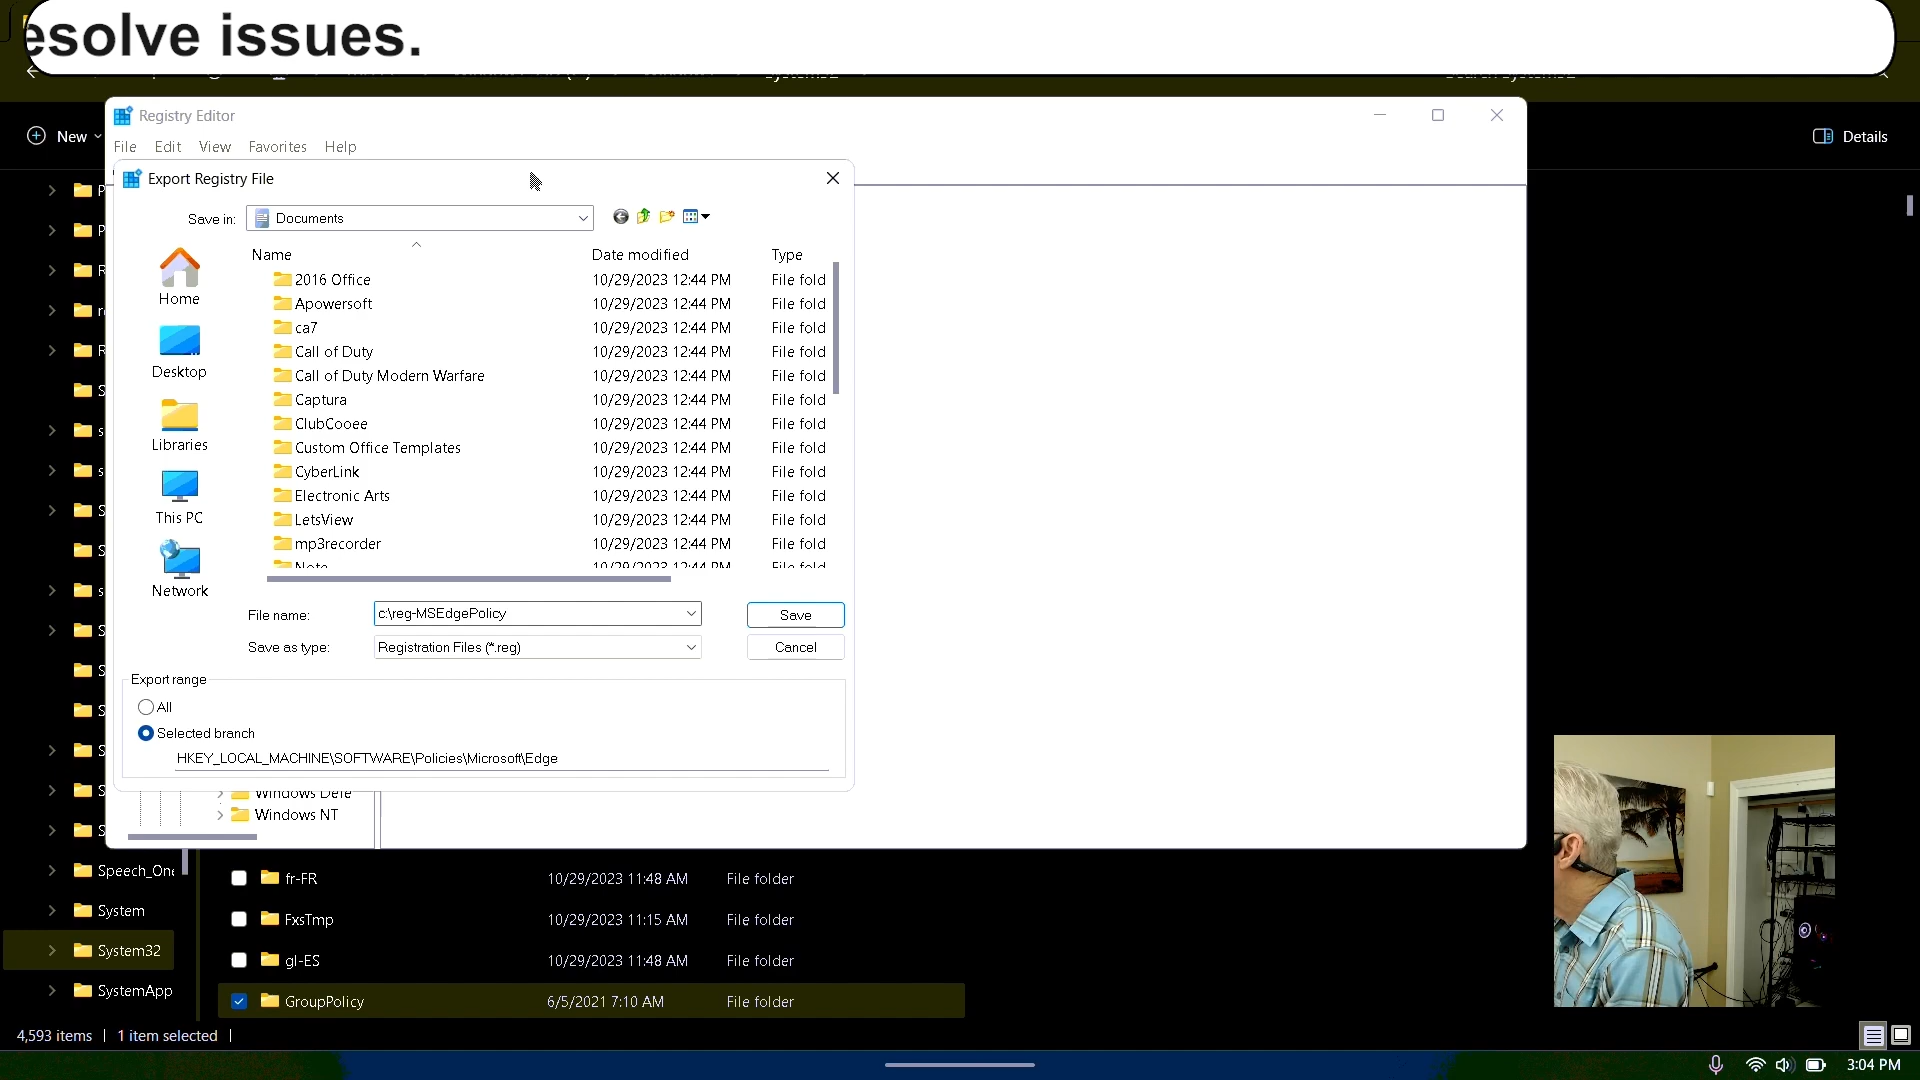 esolve issues.
New
Details
Registry Editor
File Edit View Favorites Help
Export Registry File
Save in: Documents
Name Date modified Type
2016 Office 10/29/2023 12:44 PM File fold
Apowersoft 10/29/2023 12:44 PM File fold
ca7 10/29/2023 12:44 PM File fold
Call of Duty 10/29/2023 12:44 PM File fold
Call of Duty Modern Warfare 10/29/2023 12:44 PM File fold
Captura 10/29/2023 12:44 PM File fold
ClubCooee 10/29/2023 12:44 PM File fold
Custom Office Templates 10/29/2023 12:44 PM File fold
CyberLink 10/29/2023 12:44 PM File fold
Electronic Arts 10/29/2023 12:44 PM File fold
LetsView 10/29/2023 12:44 PM File fold
mp3recorder 10/29/2023 12:44 PM File fold
Home
Desktop
Libraries
This PC
Network
File name: c:\reg-MSEdgePolicy Save
Save as type: Registration Files (*.reg) Cancel
Export range
All
Selected branch
HKEY_LOCAL_MACHINE\SOFTWARE\Policies\Microsoft\Edge
Windows Defe
Windows NT
Speech_One
System
System32
SystemApp
fr-FR 10/29/2023 11:48 AM File folder
FxsTmp 10/29/2023 11:15 AM File folder
gl-ES 10/29/2023 11:48 AM File folder
GroupPolicy 6/5/2021 7:10 AM File folder
4,593 items 1 item selected
3:04 PM